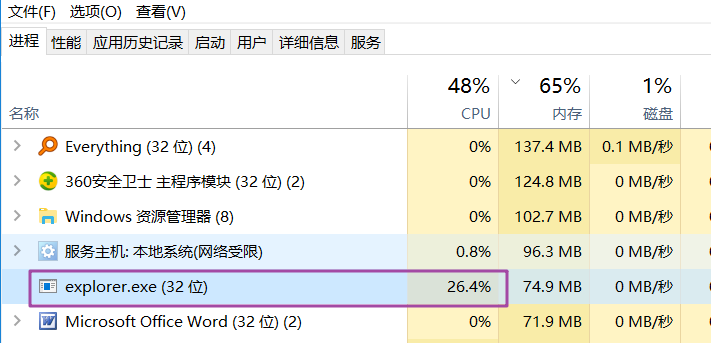 文件(F) 选项(O) 查看(V)
进程 性能 应用历史记录 启动 用户 详细信息 服务
48% 65% 1%
名称 CPU 内存 磁盘
Everything (32 位) (4) 0% 137.4 MB 0.1 MB/秒
360安全卫士 主程序模块 (32 位) (2) 0% 124.8 MB 0 MB/秒
Windows 资源管理器 (8) 0% 102.7 MB 0 MB/秒
服务主机: 本地系统(网络受限) 0.8% 96.3 MB 0 MB/秒
explorer.exe (32 位) 26.4% 74.9 MB 0 MB/秒
Microsoft Office Word (32 位) (2) 0% 71.9 MB 0 MB/秒